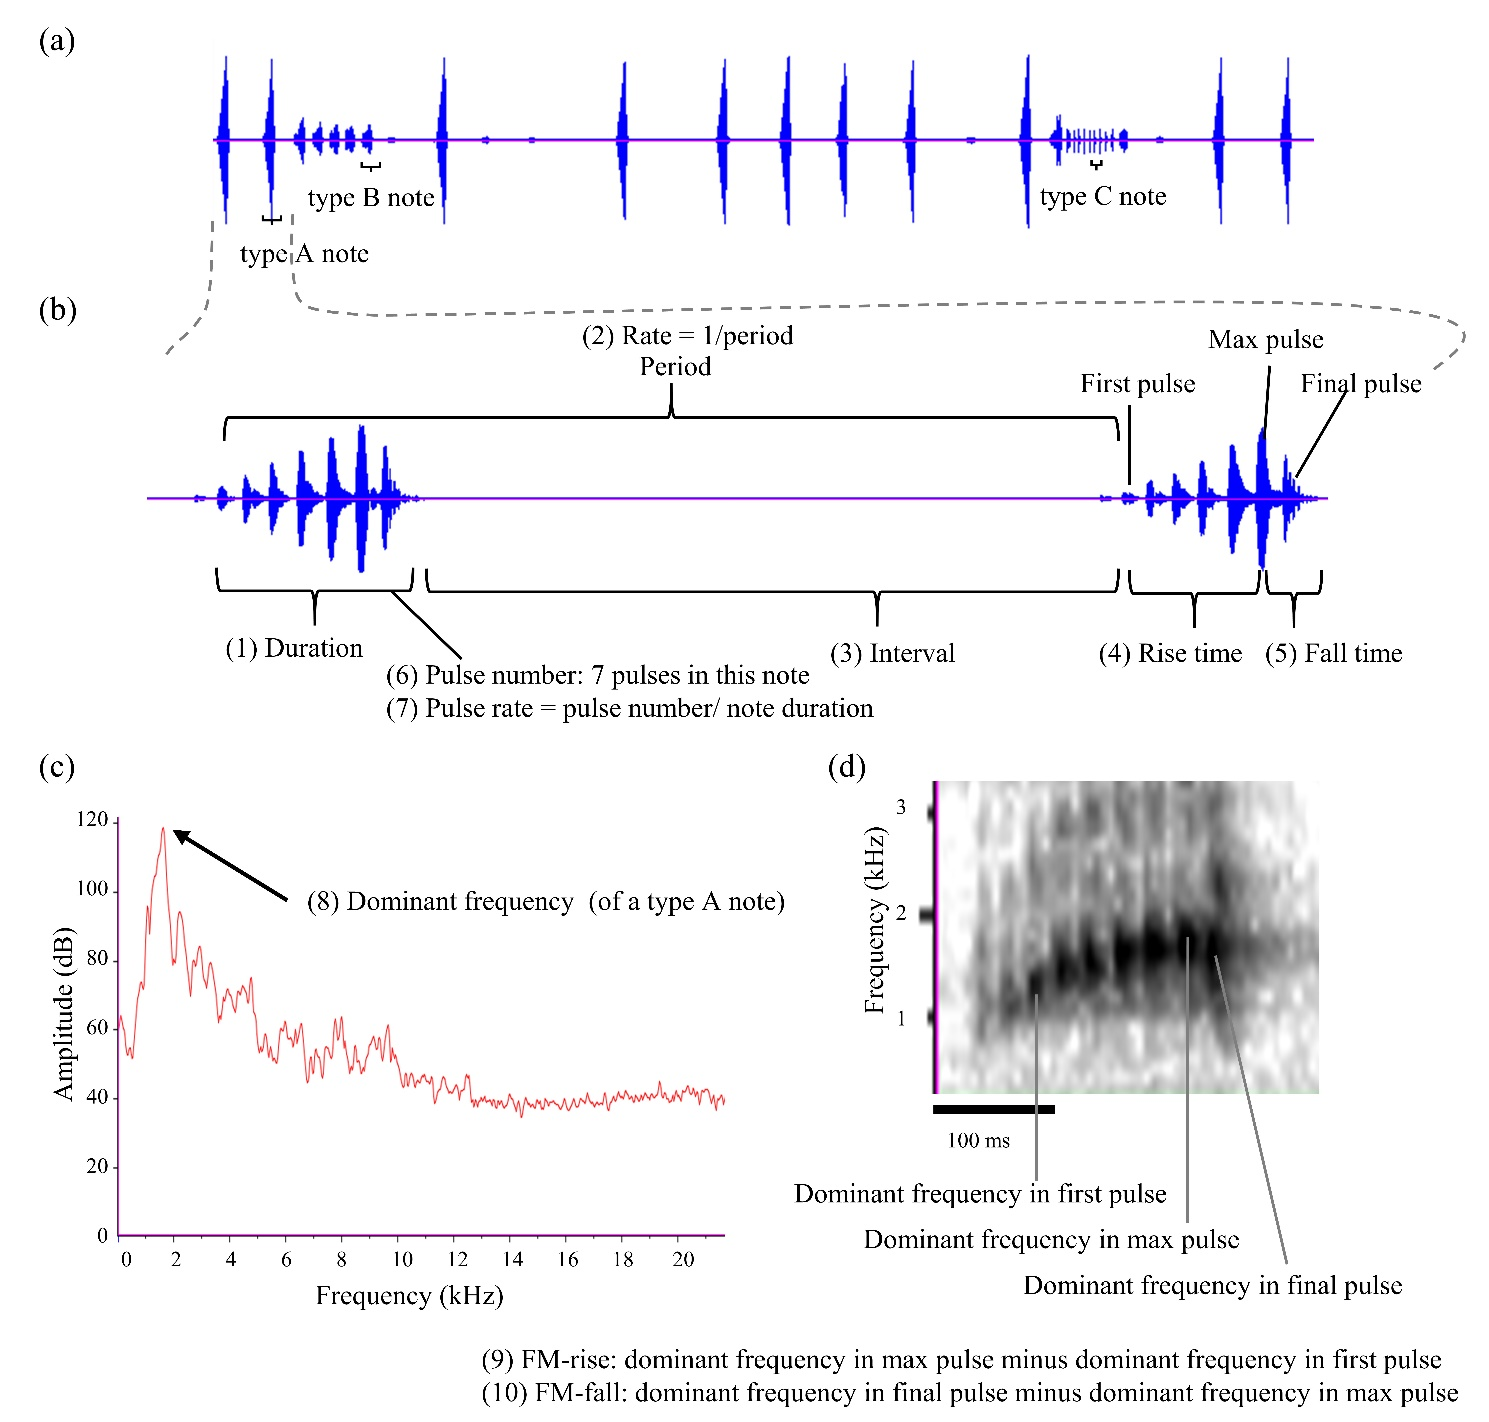 (a)
type B note
type C note
type A note
(b)
(2) Rate = 1/period
Period
Max pulse
First pulse
Final pulse
(1) Duration
(3) Interval
(4) Rise time
(5) Fall time
(6) Pulse number: 7 pulses in this note
(7) Pulse rate = pulse number/ note duration
(c)
120
100
80
60
40
20
0
Amplitude (dB)
0 2 4 6 8 10 12 14 16 18 20
Frequency (kHz)
(8) Dominant frequency (of a type A note)
(d)
3
2
1
Frequency (kHz)
100 ms
Dominant frequency in first pulse
Dominant frequency in max pulse
Dominant frequency in final pulse
(9) FM-rise: dominant frequency in max pulse minus dominant frequency in first pulse
(10) FM-fall: dominant frequency in final pulse minus dominant frequency in max pulse